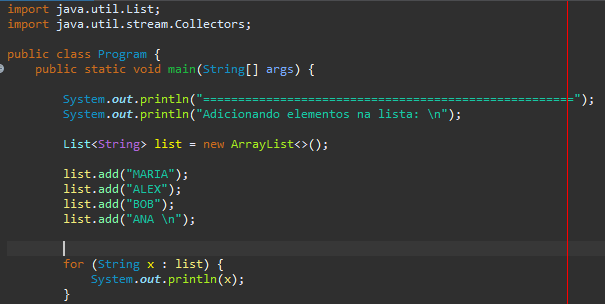 import java.util.List;
import java.util.stream.Collectors;
public class Program {
public static void main(String[] args) {
System.out.println("=====================================================");
System.out.println("Adicionando elementos na lista: \n");
List<String> list = new ArrayList<>();
list.add("MARIA");
list.add("ALEX");
list.add("BOB");
list.add("ANA \n");
for (String x : list) {
System.out.println(x);
}